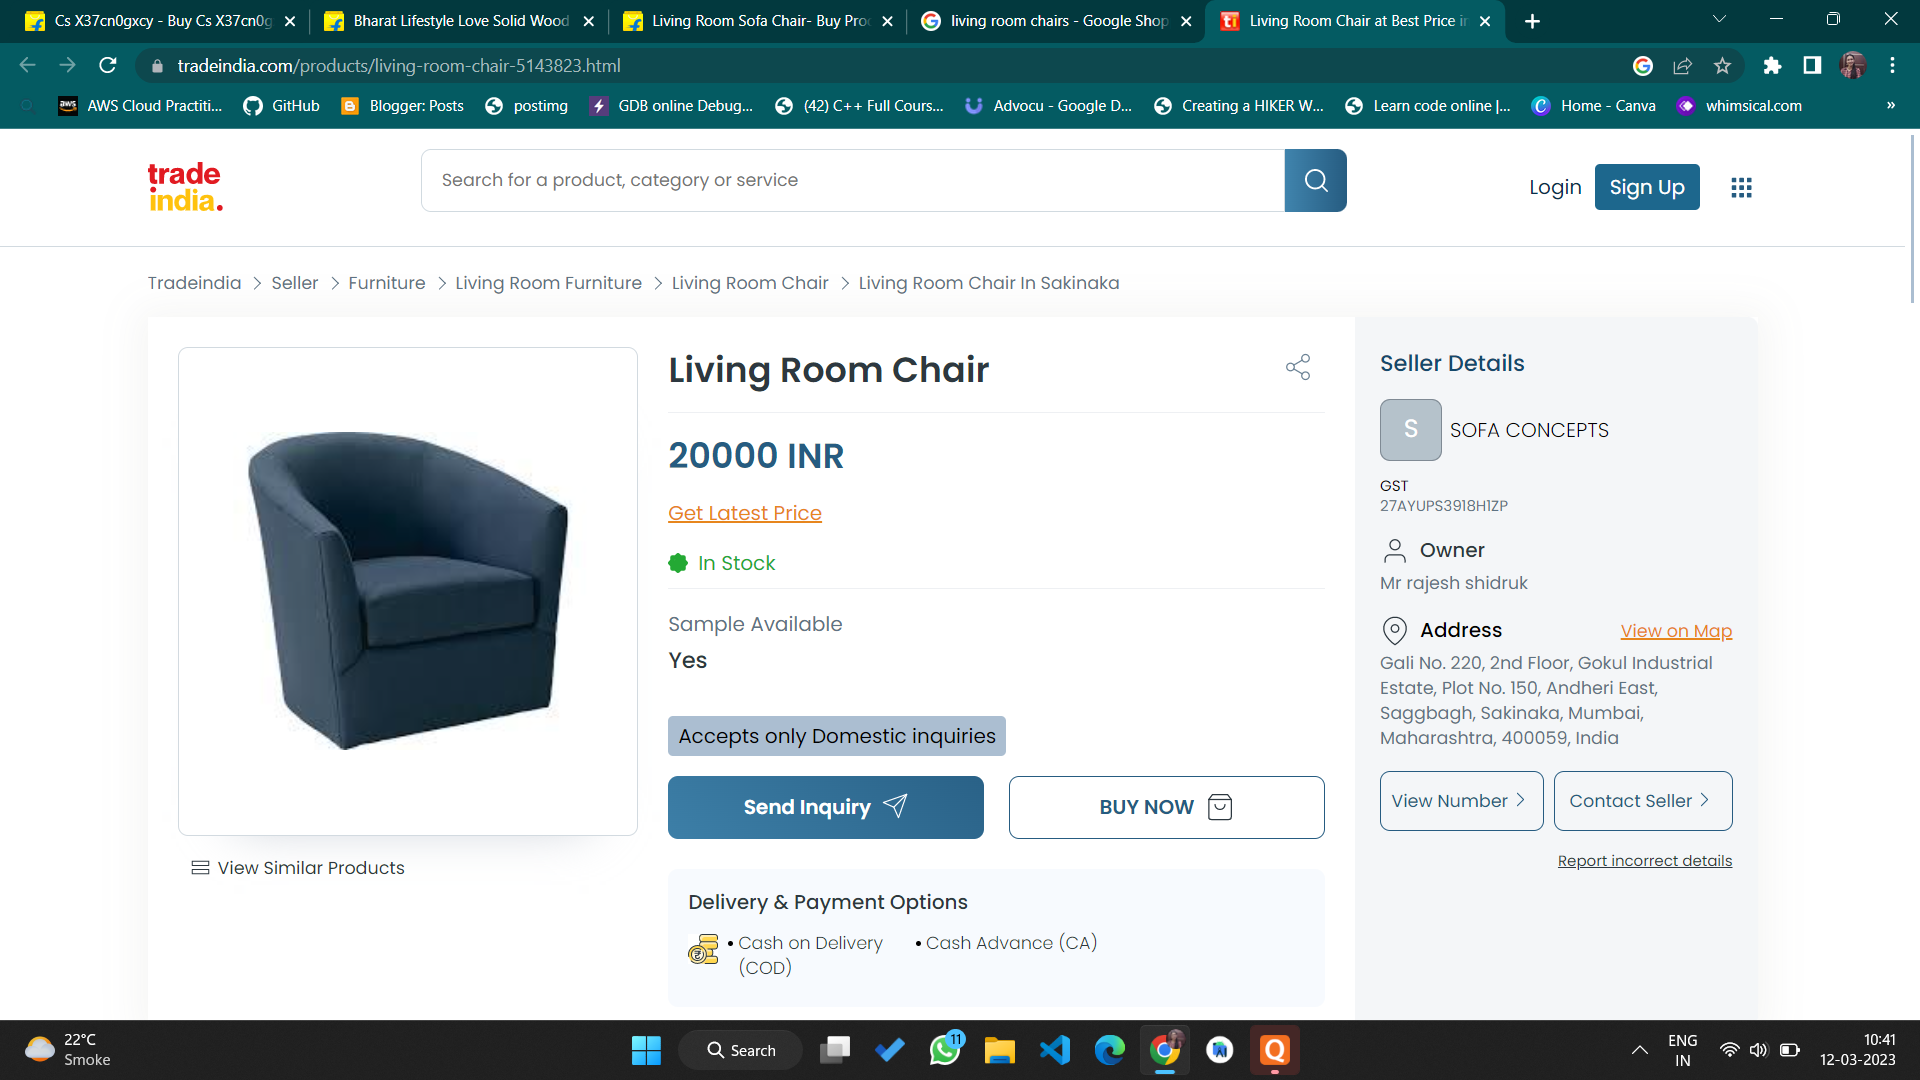 Cs X37cn0gxcy - Buy Cs X37cn0g
Bharat Lifestyle Love Solid Wood
Living Room Sofa Chair- Buy Pro
living room chairs - Google Shop
Living Room Chair at Best Price i
tradeindia.com/products/living-room-chair-5143823.html
aws
AWS Cloud Practiti...
GitHub
Blogger: Posts
postimg
GDB online Debug...
(42) C++ Full Cours...
Advocu - Google D...
Creating a HIKER W...
Learn code online |...
Home - Canva
whimsical.com
»
trade
india.
Search for a product, category or service
Login
Sign Up
Tradeindia > Seller > Furniture > Living Room Furniture > Living Room Chair > Living Room Chair In Sakinaka
Living Room Chair
20000 INR
Get Latest Price
In Stock
Sample Available
Yes
Accepts only Domestic inquiries
Send Inquiry
BUY NOW
View Similar Products
Delivery & Payment Options
• Cash on Delivery
(COD)
• Cash Advance (CA)
Seller Details
S
SOFA CONCEPTS
GST
27AYUPS3918H1ZP
Owner
Mr rajesh shidruk
Address
View on Map
Gali No. 220, 2nd Floor, Gokul Industrial
Estate, Plot No. 150, Andheri East,
Saggbagh, Sakinaka, Mumbai,
Maharashtra, 400059, India
View Number >
Contact Seller >
Report incorrect details
22°C
Smoke
Search
11
ENG
IN
10:41
12-03-2023